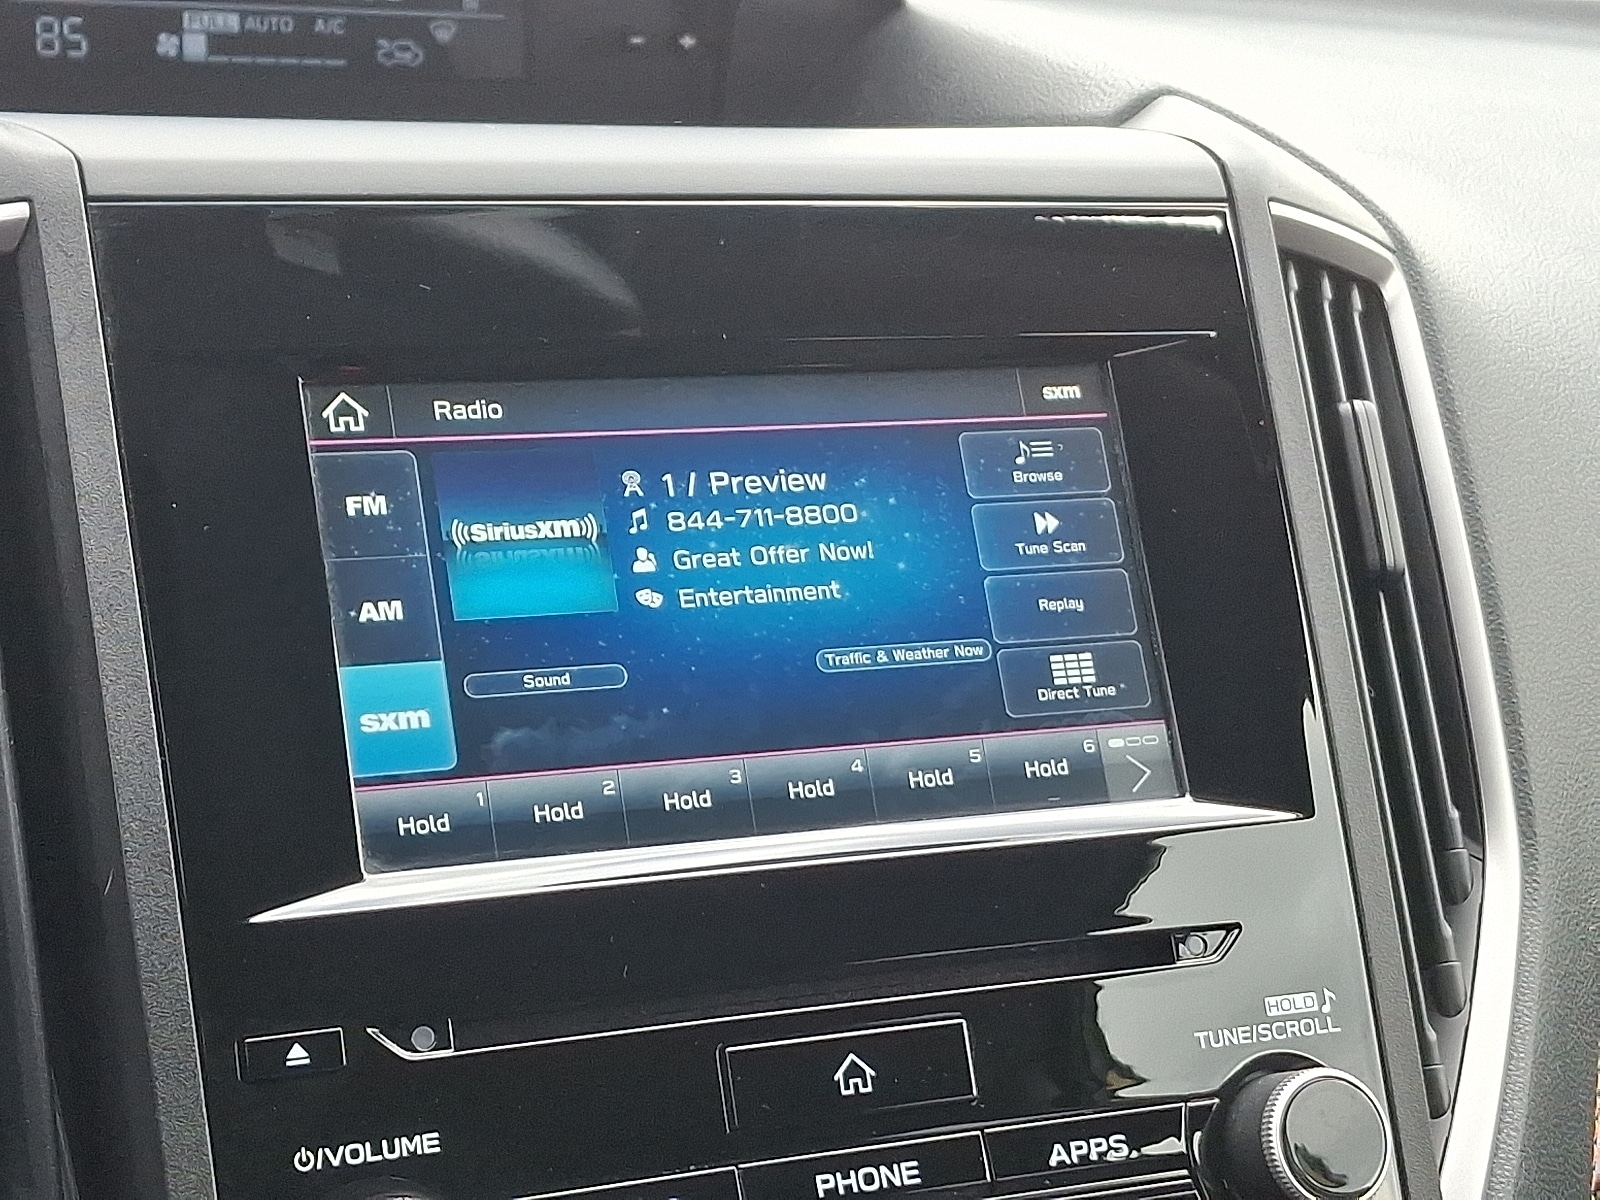 85 FULL AUTO A/C
- +
Radio
sxm
FM
AM
sxm
((SiriusXM))
1 / Preview
844-711-8800
Great Offer Now!
Entertainment
Browse
Tune Scan
Replay
Direct Tune
Sound
Traffic & Weather Now
Hold 1
Hold 2
Hold 3
Hold 4
Hold 5
Hold 6
HOLD
TUNE/SCROLL
/VOLUME
PHONE
APPS